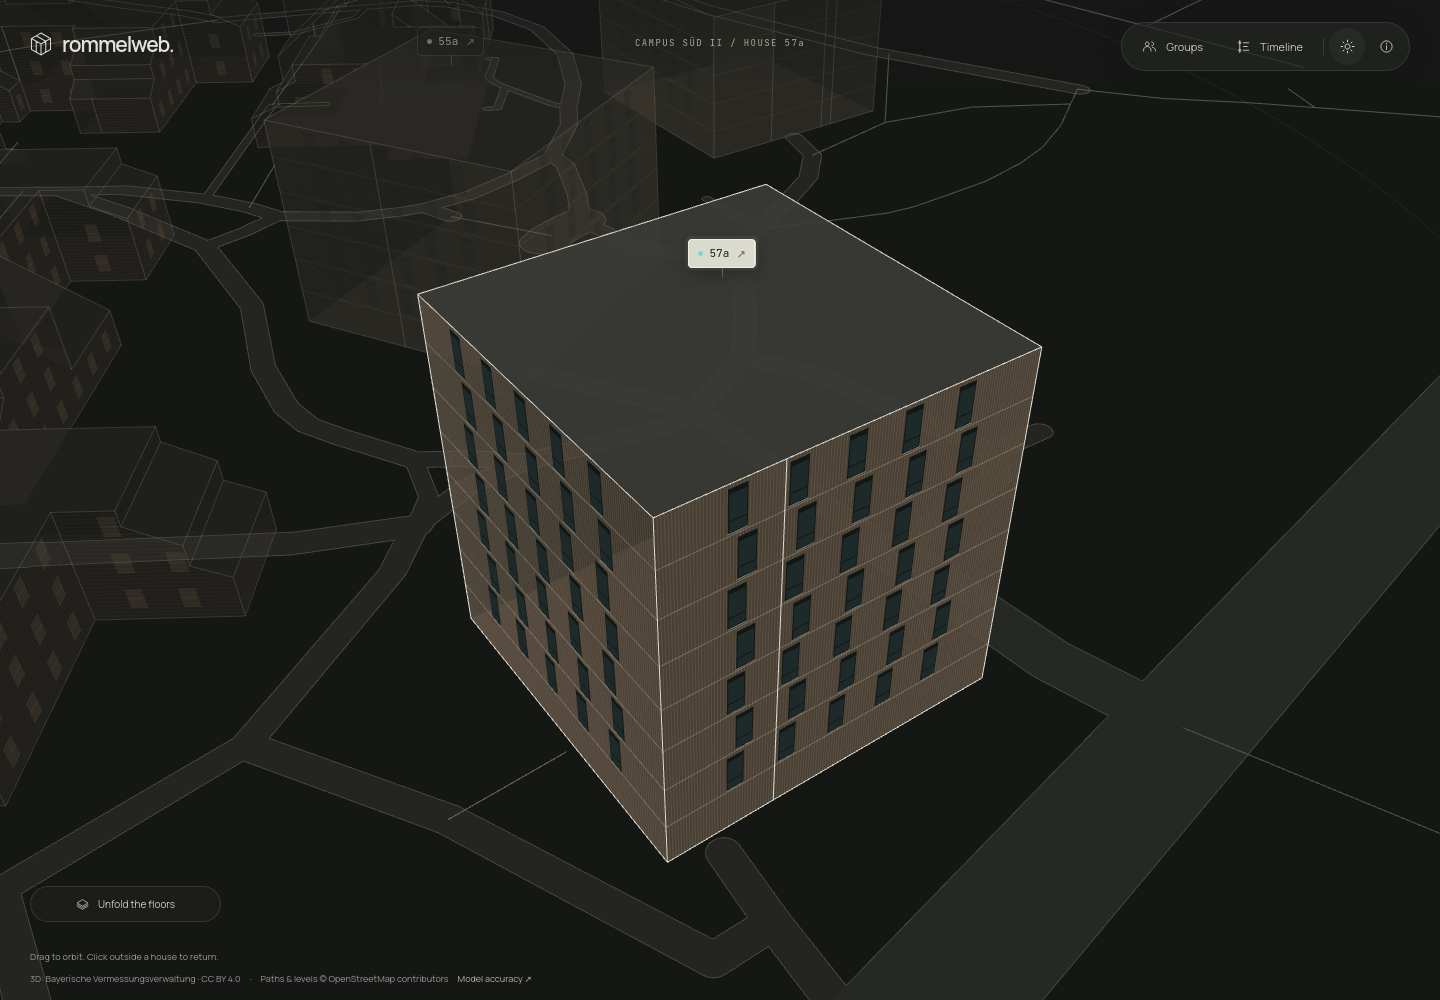 rommelweb.
55a ↗
CAMPUS SÜD II / HOUSE 57a
Groups
Timeline
57a ↗
Unfold the floors
Drag to orbit. Click outside a house to return.
3D: Bayerische Vermessungsverwaltung · CC BY 4.0 · Paths & levels © OpenStreetMap contributors Model accuracy ↗